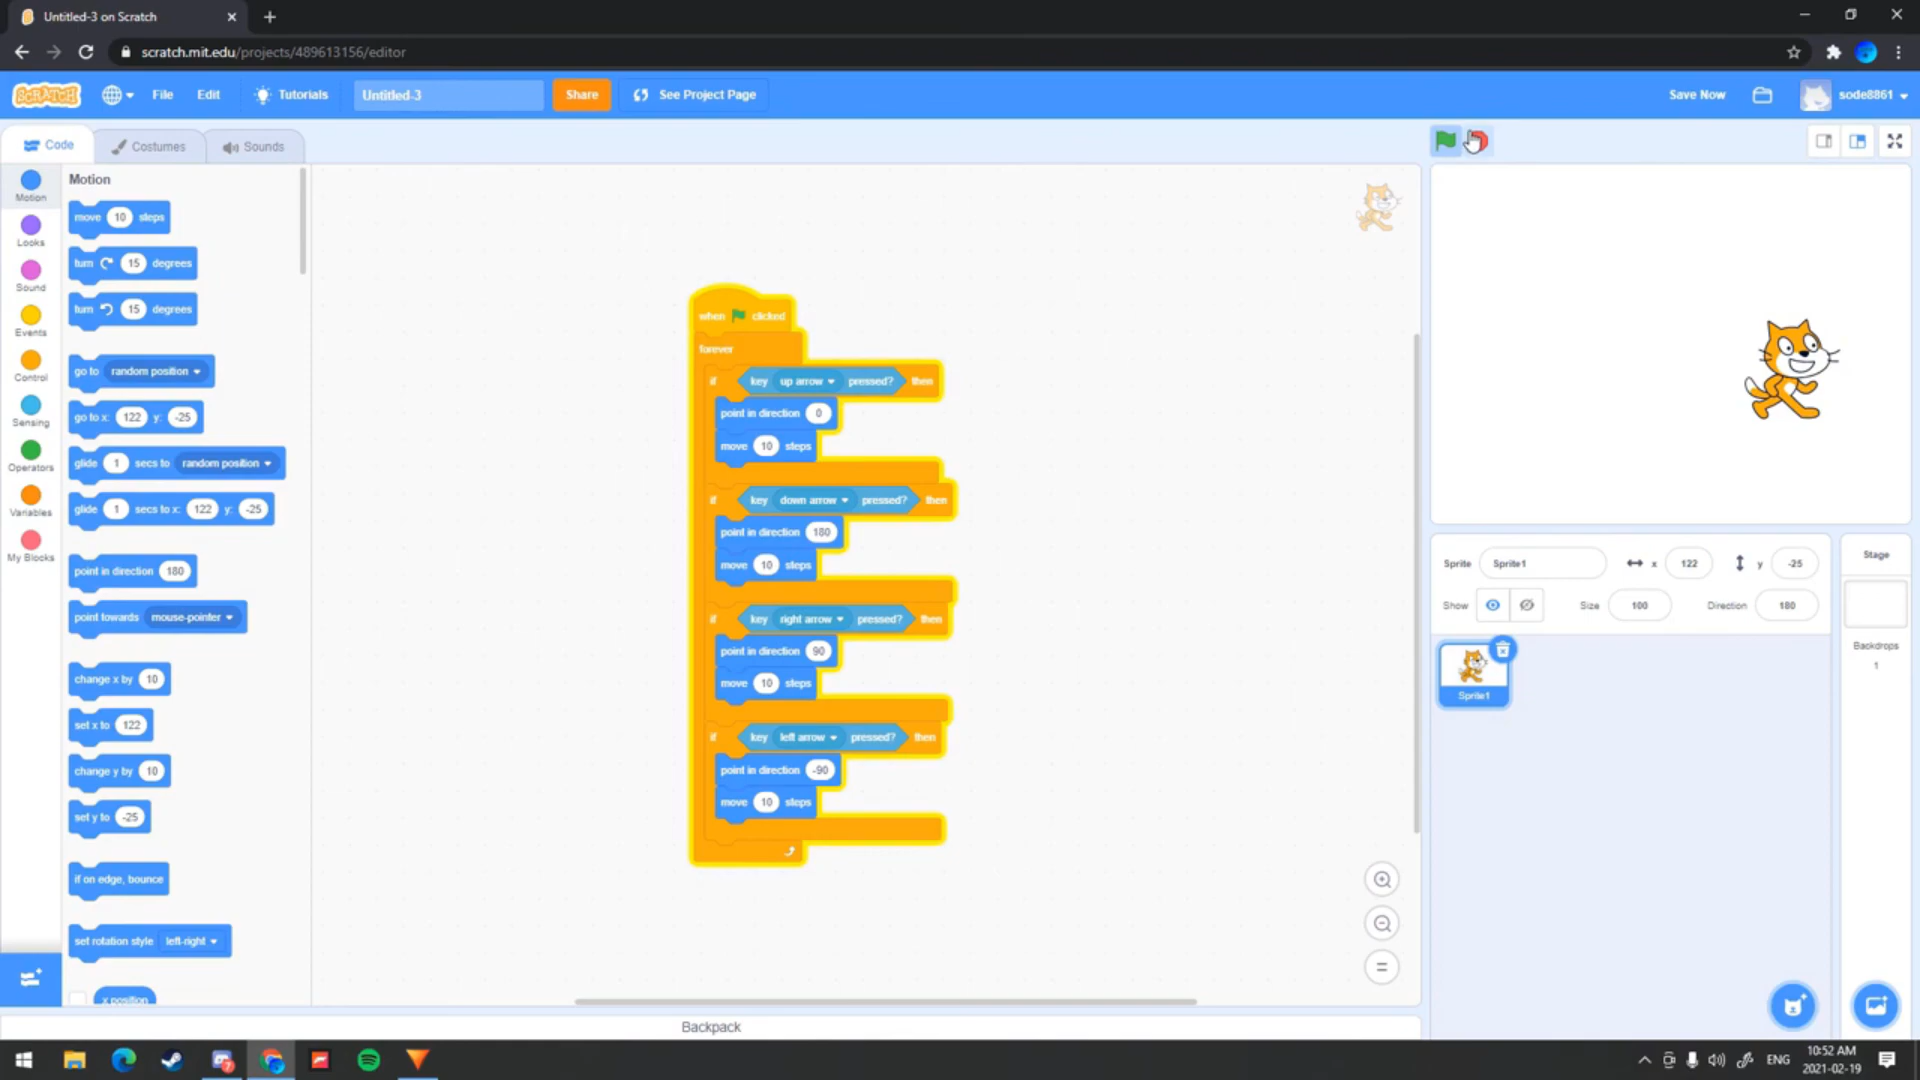 Untitled-3 on Scratch
scratch.mit.edu/projects/489613156/editor
SCRATCH
File
Edit
Tutorials
Untitled-3
Share
See Project Page
Save Now
sode8861
Code
Costumes
Sounds
Motion
Looks
Sound
Events
Control
Sensing
Operators
Variables
My Blocks
Motion
move 10 steps
turn 15 degrees
turn 15 degrees
go to random position
go to x: 122 y: -25
glide 1 secs to random position
glide 1 secs to x: 122 y: -25
point in direction 180
point towards mouse-pointer
change x by 10
set x to 122
change y by 10
set y to -25
if on edge, bounce
set rotation style left-right
x position
when clicked
forever
if key up arrow pressed? then
point in direction 0
move 10 steps
if key down arrow pressed? then
point in direction 180
move 10 steps
if key right arrow pressed? then
point in direction 90
move 10 steps
if key left arrow pressed? then
point in direction -90
move 10 steps
Backpack
Sprite Sprite1 x 122 y -25
Show Size 100 Direction 180
Sprite1
Stage
Backdrops
1
7
ENG
10:52 AM
2021-02-19